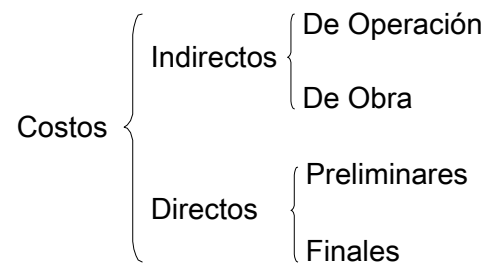 Costos
Indirectos
De Operación
De Obra
Directos
Preliminares
Finales